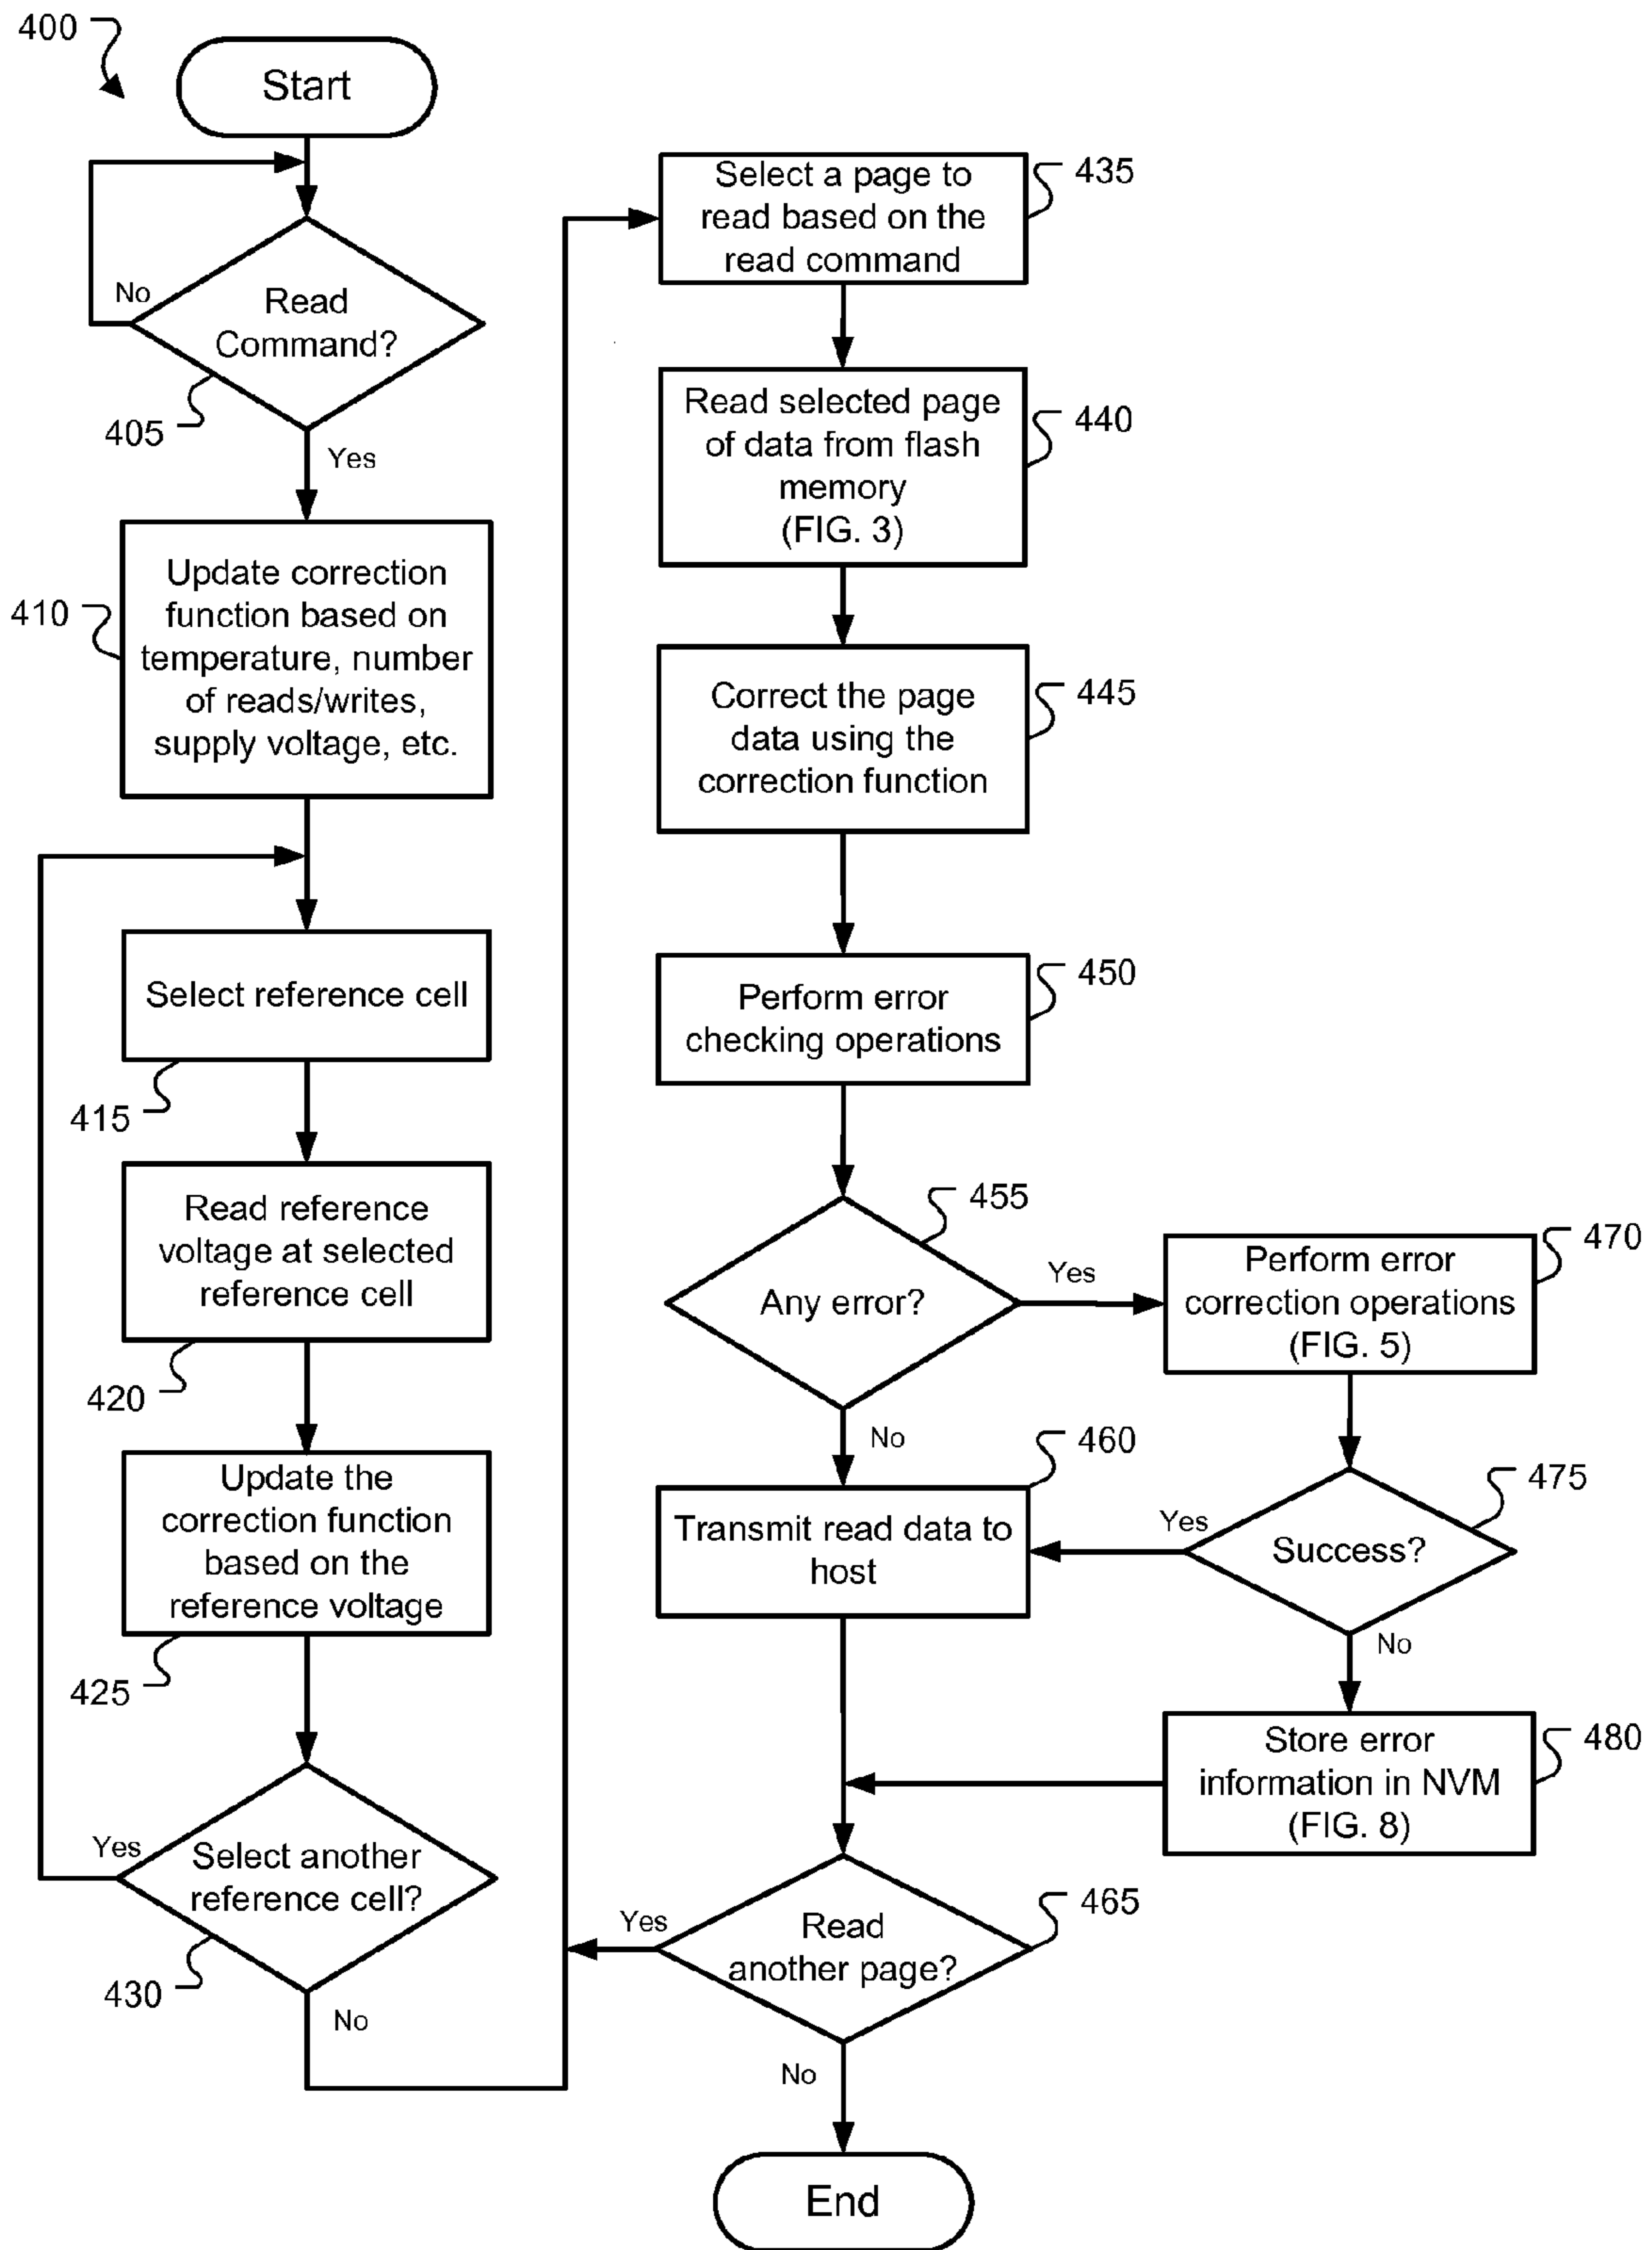 400
Start
No
Read
Command?
405
Yes
410
Update correction
function based on
temperature, number
of reads/writes,
supply voltage, etc.
Select reference cell
415
Read reference
voltage at selected
reference cell
420
Update the
correction function
based on the
reference voltage
425
Yes
Select another
reference cell?
430
No
Select a page to
read based on the
read command
435
Read selected page
of data from flash
memory
(FIG. 3)
440
Correct the page
data using the
correction function
445
Perform error
checking operations
450
455
Any error?
Yes
No
460
Transmit read data to
host
470
Perform error
correction operations
(FIG. 5)
475
Yes
Success?
No
Store error
information in NVM
(FIG. 8)
480
465
Yes
Read
another page?
No
End